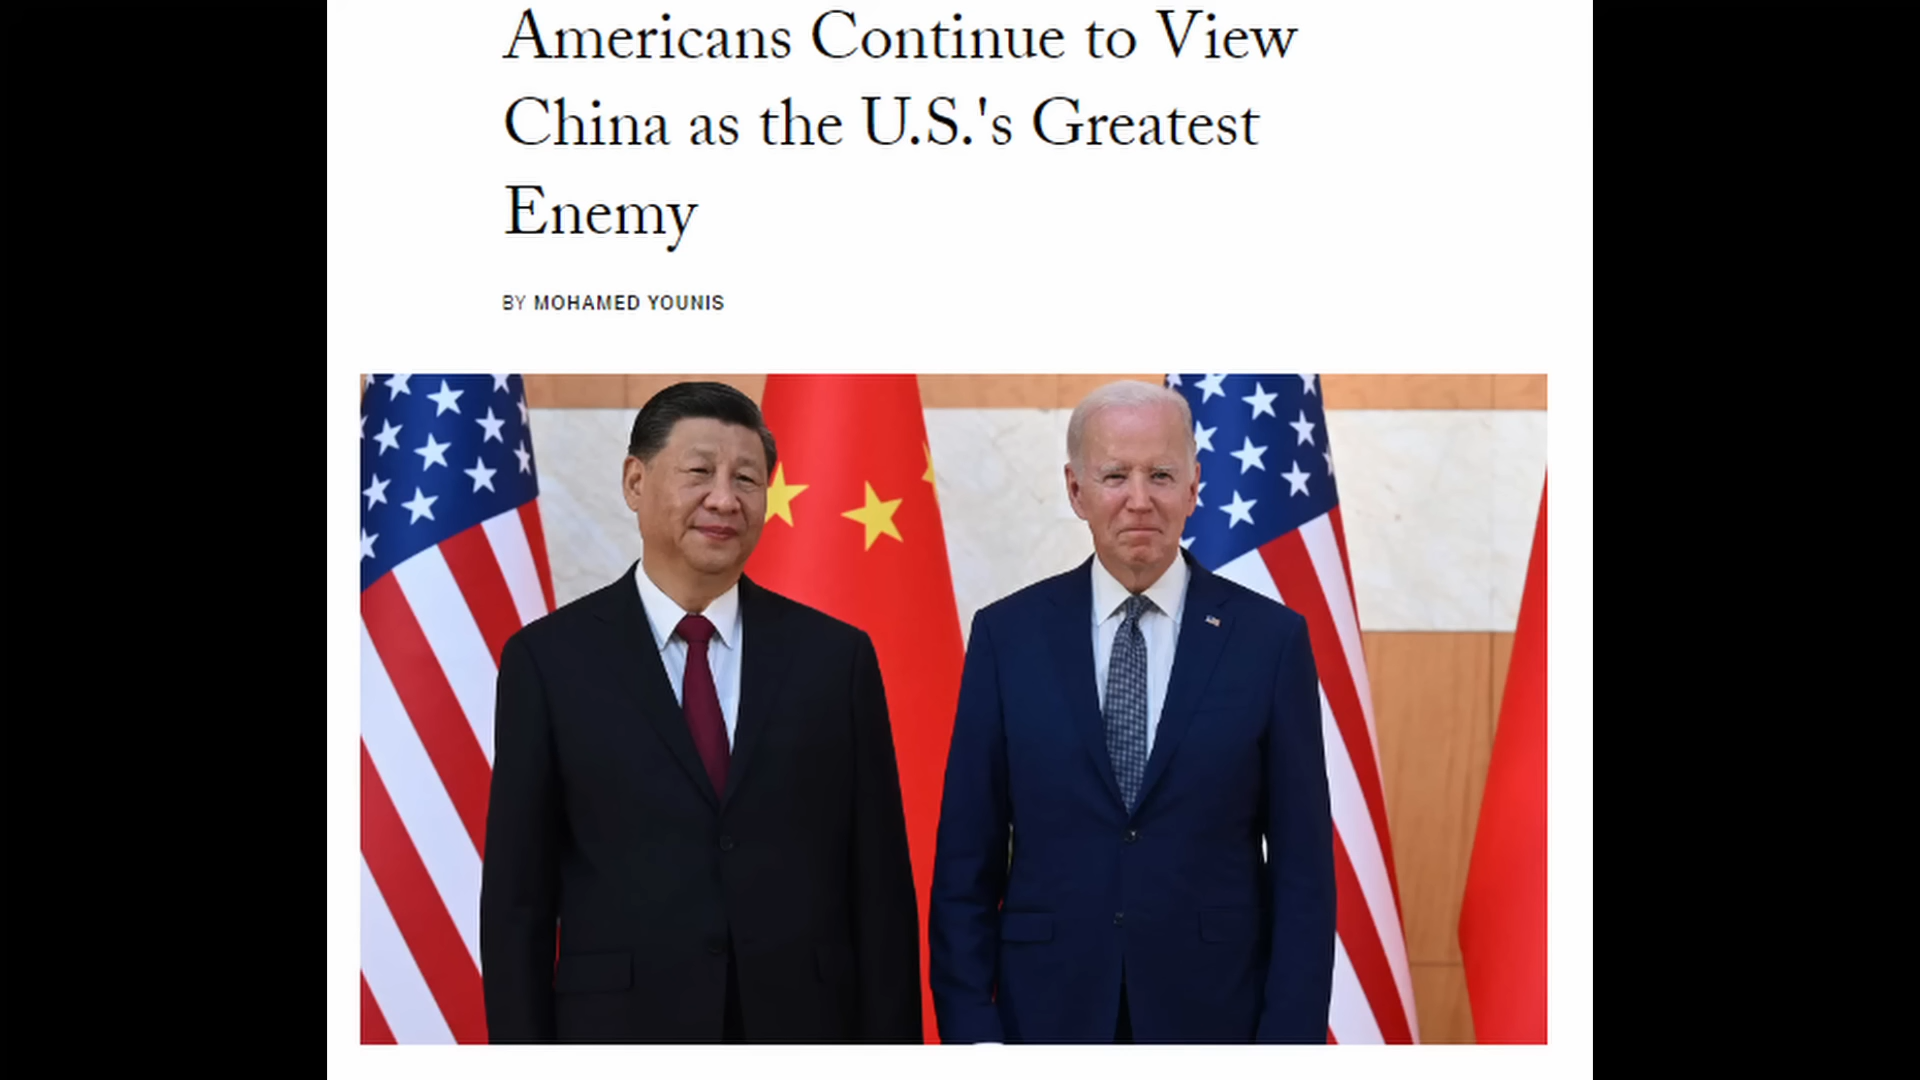 Americans Continue to View
China as the U.S.'s Greatest
Enemy
BY MOHAMED YOUNIS